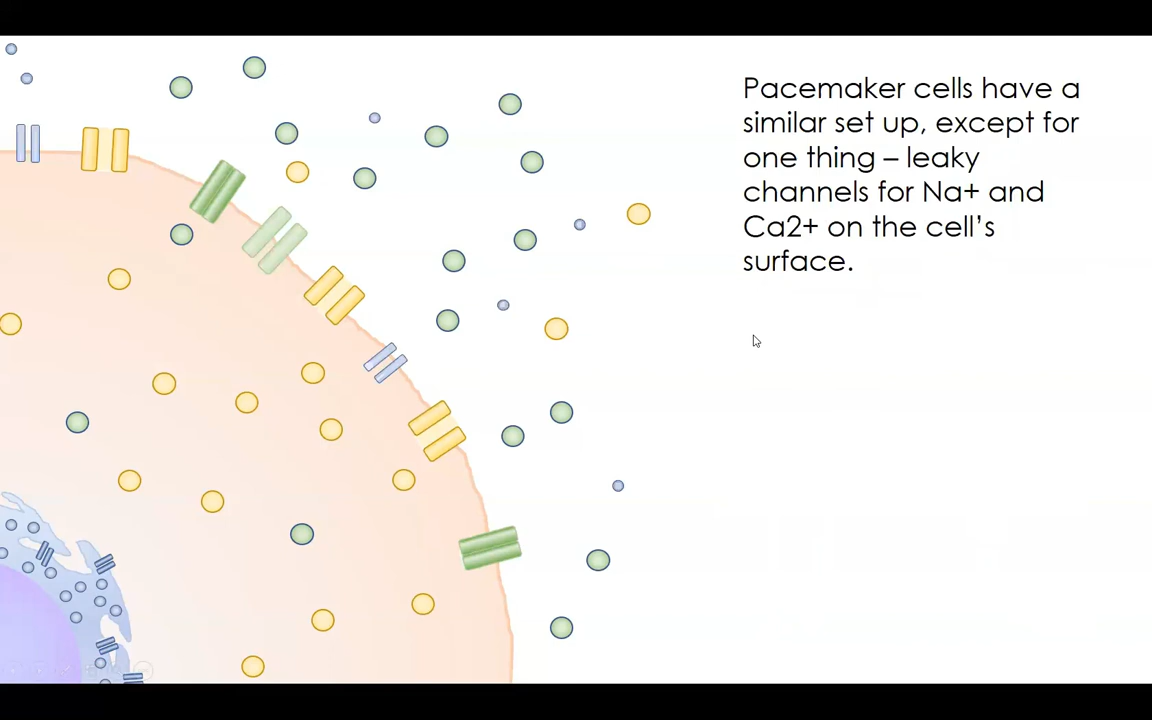 Pacemaker cells have a
similar set up, except for
one thing – leaky
channels for Na+ and
Ca2+ on the cell's
surface.